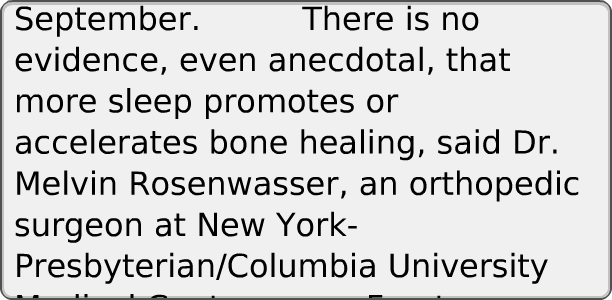 September. There is no
evidence, even anecdotal, that
more sleep promotes or
accelerates bone healing, said Dr.
Melvin Rosenwasser, an orthopedic
surgeon at New York-
Presbyterian/Columbia University